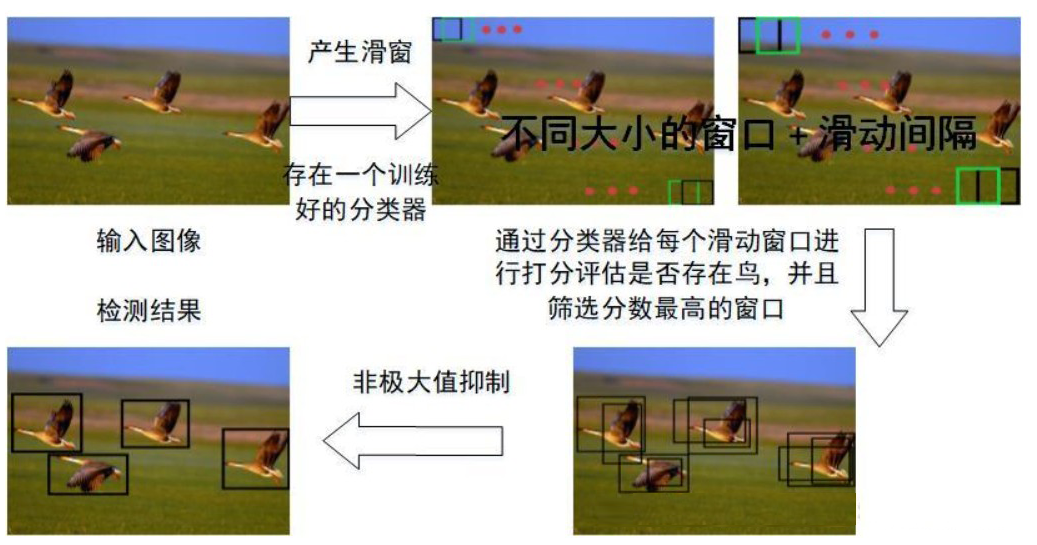 产生滑窗
不同大小的窗口 + 滑动间隔
存在一个训练
好的分类器
输入图像
通过分类器给每个滑动窗口进
行打分评估是否存在鸟，并且
筛选分数最高的窗口
检测结果
非极大值抑制